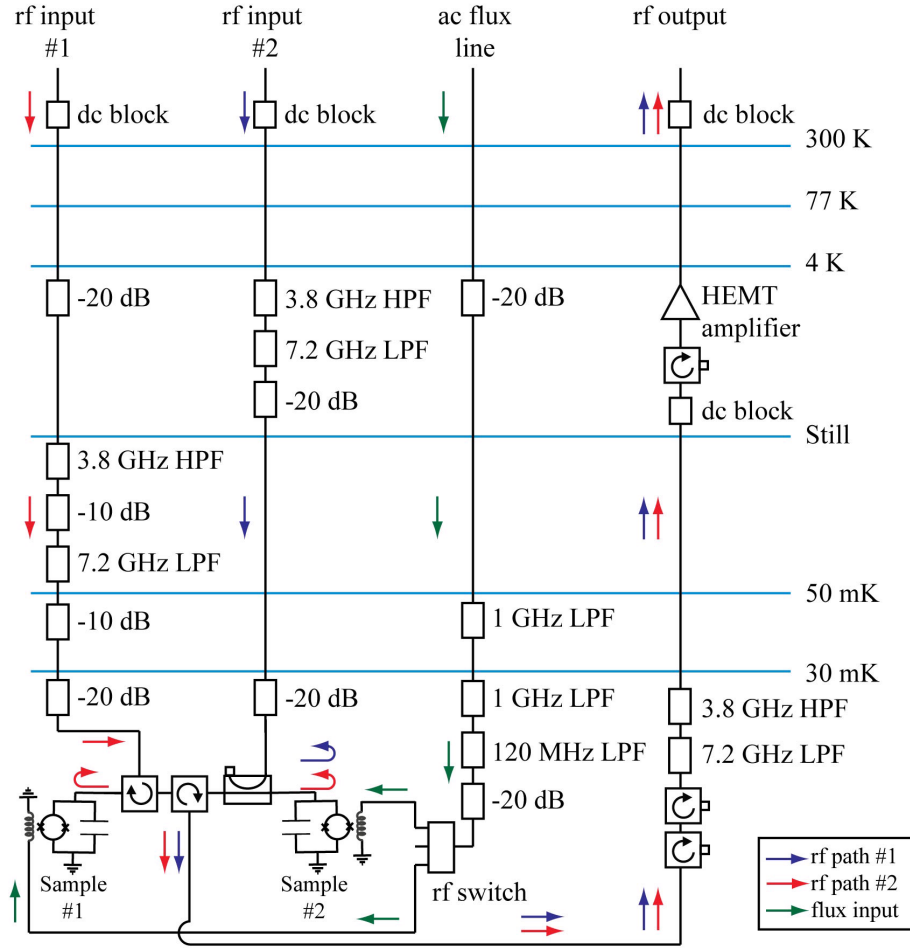 rf input
#1
rf input
#2
ac flux
line
rf output
dc block
dc block
dc block
300 K
77 K
4 K
-20 dB
3.8 GHz HPF
7.2 GHz LPF
-20 dB
-20 dB
HEMT
amplifier
dc block
Still
3.8 GHz HPF
-10 dB
7.2 GHz LPF
50 mK
-10 dB
1 GHz LPF
30 mK
-20 dB
-20 dB
1 GHz LPF
120 MHz LPF
-20 dB
3.8 GHz HPF
7.2 GHz LPF
Sample
#1
Sample
#2
rf switch
rf path #1
rf path #2
flux input